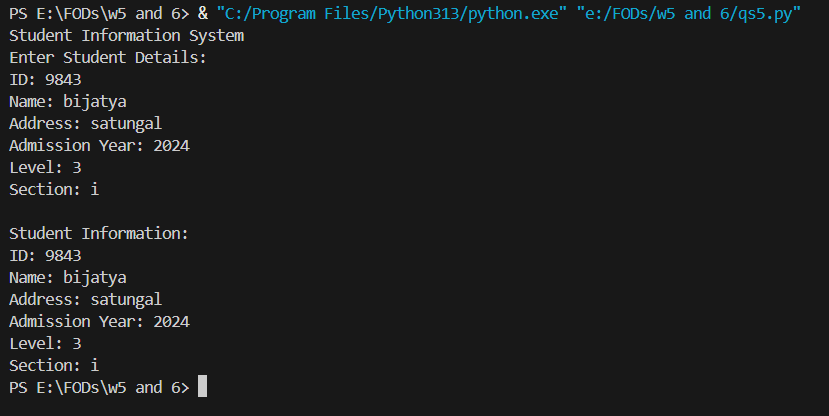 PS E:\FODs\w5 and 6> & "C:/Program Files/Python313/python.exe" "e:/FODs/w5 and 6/qs5.py"
Student Information System
Enter Student Details:
ID: 9843
Name: bijatya
Address: satungal
Admission Year: 2024
Level: 3
Section: i

Student Information:
ID: 9843
Name: bijatya
Address: satungal
Admission Year: 2024
Level: 3
Section: i
PS E:\FODs\w5 and 6>